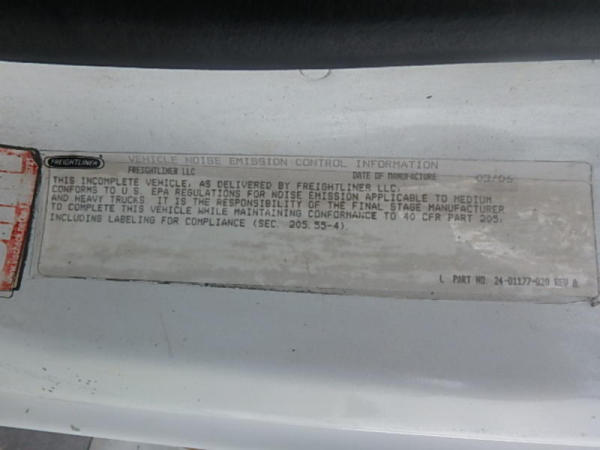 FREIGHTLINER VEHICLE NOISE EMISSION CONTROL INFORMATION
FREIGHTLINER LLC DATE OF MANUFACTURE 03/06
THIS INCOMPLETE VEHICLE, AS DELIVERED BY FREIGHTLINER LLC,
CONFORMS TO U.S. EPA REGULATIONS FOR NOISE EMISSION APPLICABLE TO MEDIUM
AND HEAVY TRUCKS IT IS THE RESPONSIBILITY OF THE FINAL STAGE MANUFACTURER
TO COMPLETE THIS VEHICLE WHILE MAINTAINING CONFORMANCE TO 40 CFR PART 205,
INCLUDING LABELING FOR COMPLIANCE (SEC. 205.55-4).
L PART NO. 24-01177-020 REV